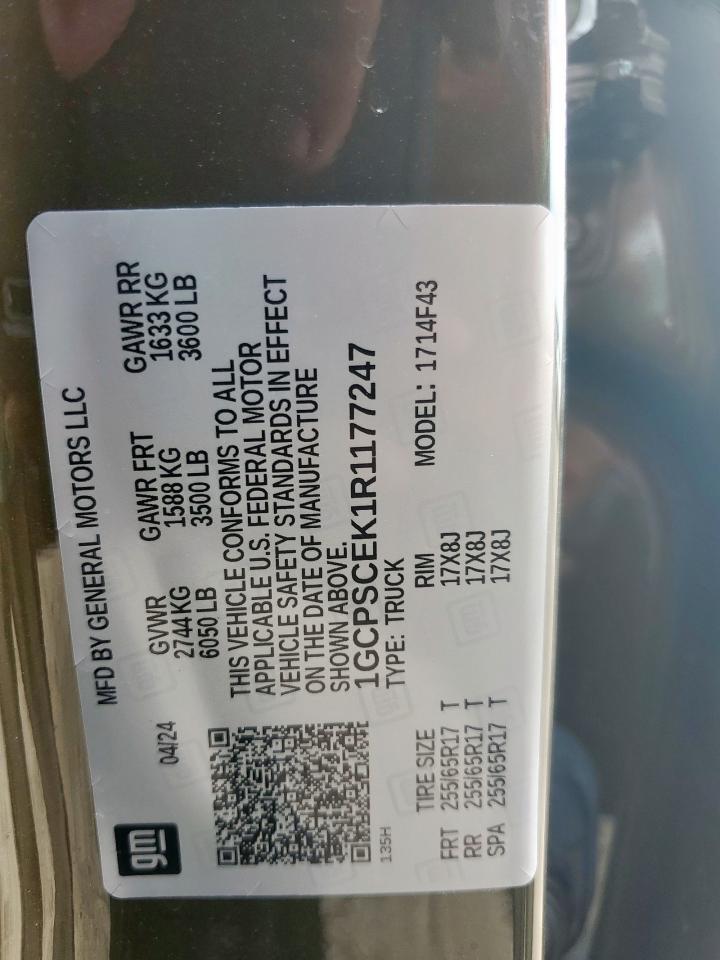 gm
04/24
MFD BY GENERAL MOTORS LLC
GVWR GAWR FRT GAWR RR
2744 KG 1588 KG 1633 KG
6050 LB 3500 LB 3600 LB
THIS VEHICLE CONFORMS TO ALL
APPLICABLE U.S. FEDERAL MOTOR
VEHICLE SAFETY STANDARDS IN EFFECT
ON THE DATE OF MANUFACTURE
SHOWN ABOVE.
1GCPSCEK1R1177247
TYPE: TRUCK MODEL: 1714F43
135H
TIRE SIZE RIM
FRT 255/65R17 T 17X8J
RR 255/65R17 T 17X8J
SPA 255/65R17 T 17X8J